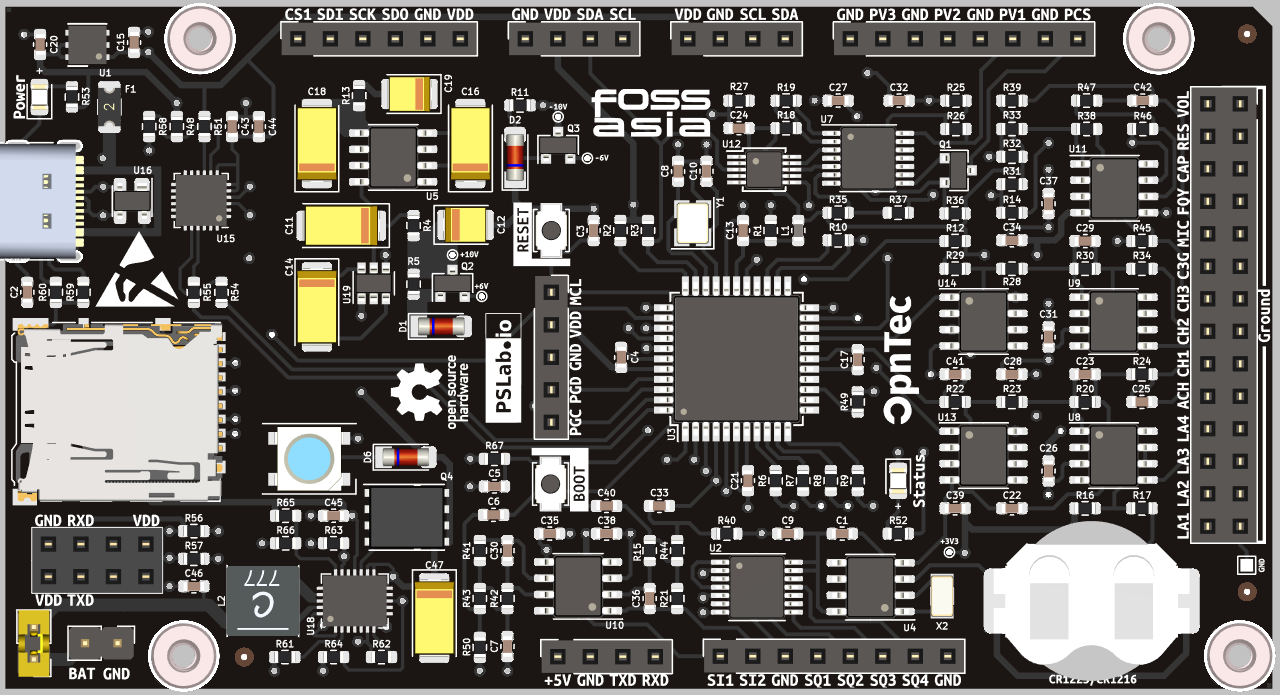 CS1 SDI SCK SDO GND VDD
GND VDD SDA SCL
VDD GND SCL SDA
GND PV3 GND PV2 GND PV1 GND PCS
C20
C15
U1
+
Power
R53
F1
2
R58
R48
R51
C43
C44
C18
R13
C19
C16
R11
D2
-10V
Q3
-6V
U5
foss
asia
R27
R19
C24
R18
U12
C8
C10
Y1
C27
C32
U7
R25
R39
R26
R33
Q1
R32
R31
R36
R14
C37
R47
C42
R38
R46
U11
U16
U15
C11
R4
C12
+10V
C14
U19
R5
Q2
+6V
D1
RESET
C3
R2
R3
C13
R1
L1
R35
R37
R10
R12
C34
R29
R28
C29
R45
R30
R34
U14
U9
C31
C2
R60
R59
R55
R54
MCL
VDD
GND
PGD
PGC
PSLab.io
open source
hardware
C4
U3
C17
R49
OpnTec
C41
C28
C23
R24
R22
R23
R20
C25
U13
U8
C26
C39
C22
R16
R17
VOL
RES
CAP
FQY
MIC
C3G
CH3
CH2
CH1
ACH
LA4
LA3
LA2
LA1
Ground
D6
Q4
R67
C5
C6
BOOT
C21
R6
R7
R8
R9
Status
+
R65
C45
R66
R63
C40
C33
C35
C38
R40
C9
C1
R52
+3V3
GND
GND RXD VDD
VDD TXD
R56
R57
C46
L2
C
777
U18
C47
R41
C30
R43
R42
R50
C7
U10
R15
R44
C36
R21
U2
U4
X2
R61
R64
R62
BAT GND
+5V GND TXD RXD
SI1 SI2 GND SQ1 SQ2 SQ3 SQ4 GND
CR1225/CR1216